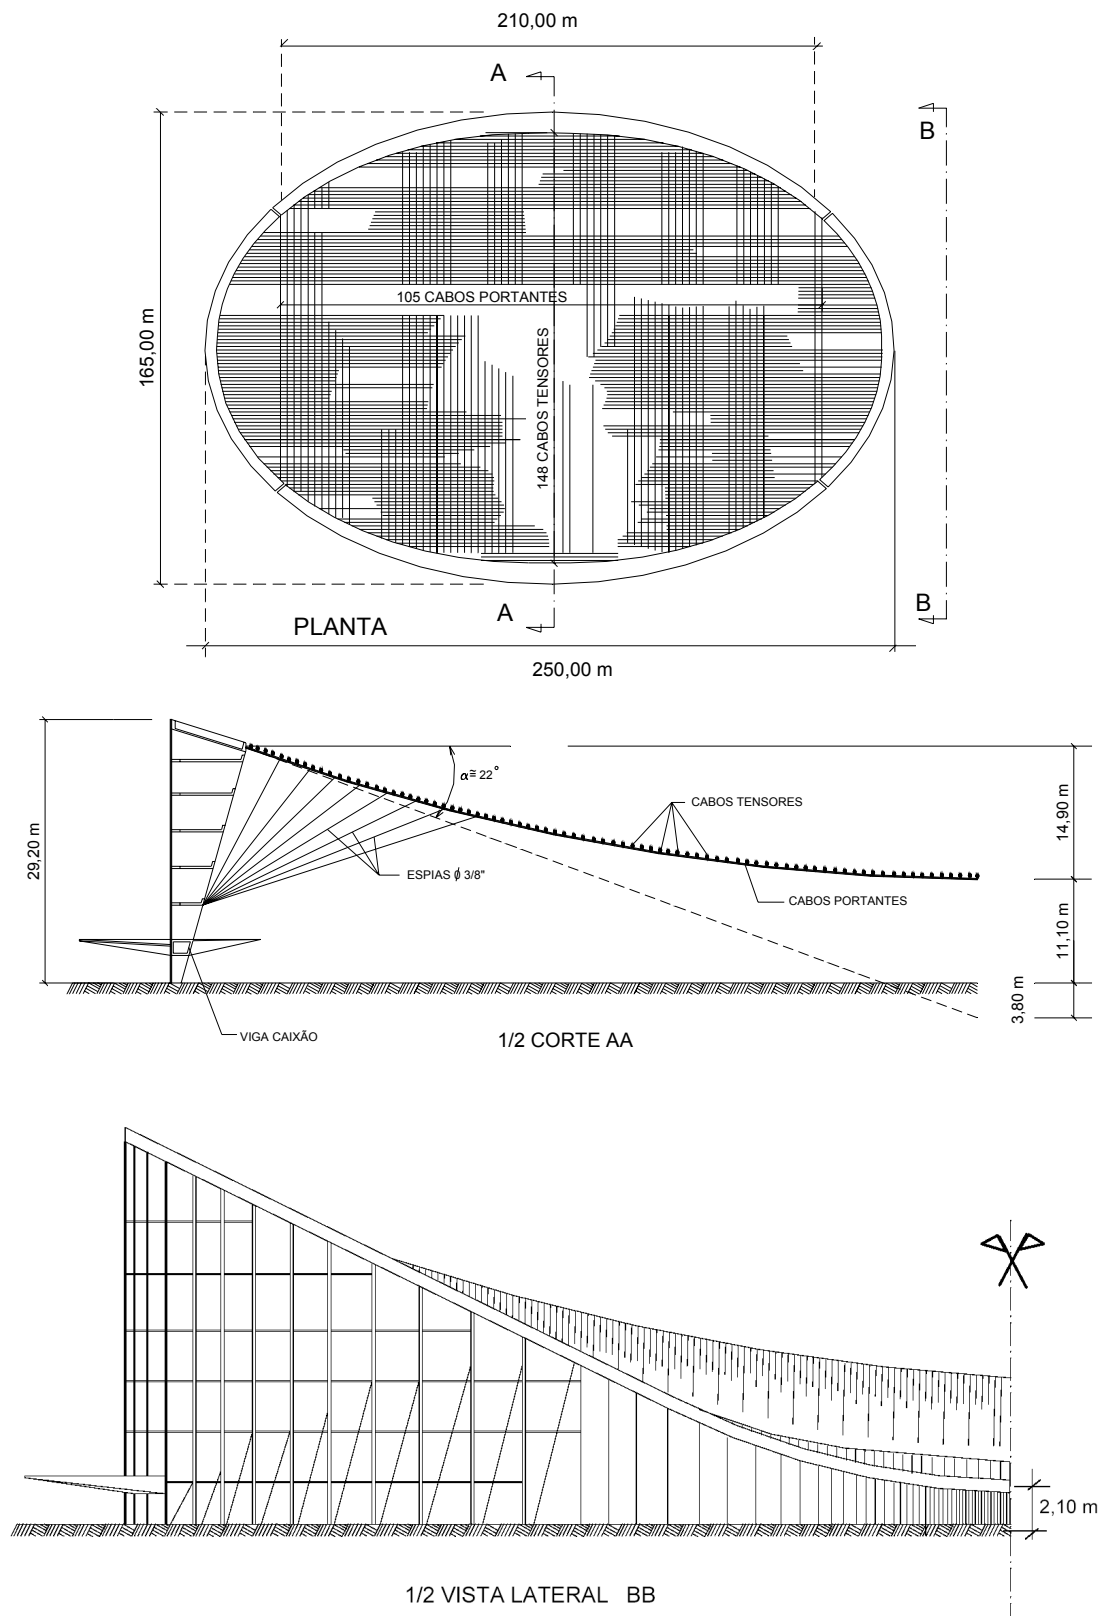 210,00 m
A
B
165,00 m
105 CABOS PORTANTES
148 CABOS TENSORES
A
B
PLANTA
250,00 m
29,20 m
α≅22°
CABOS TENSORES
14,90 m
ESPIAS Ø 3/8"
CABOS PORTANTES
11,10 m
3,80 m
VIGA CAIXÃO
1/2 CORTE AA
2,10 m
1/2 VISTA LATERAL BB